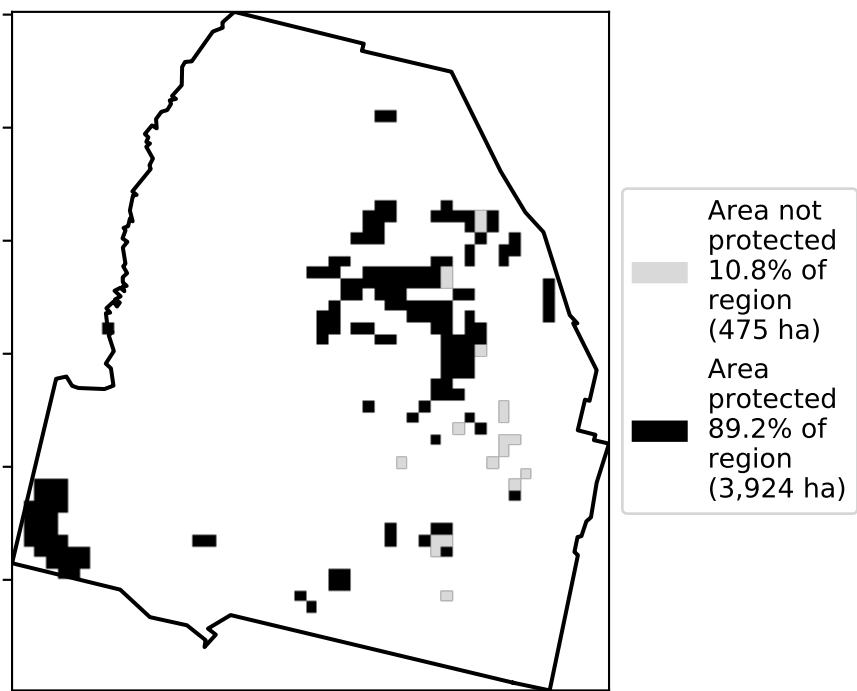 Area not
protected
10.8% of
region
(475 ha)
Area
protected
89.2% of
region
(3,924 ha)